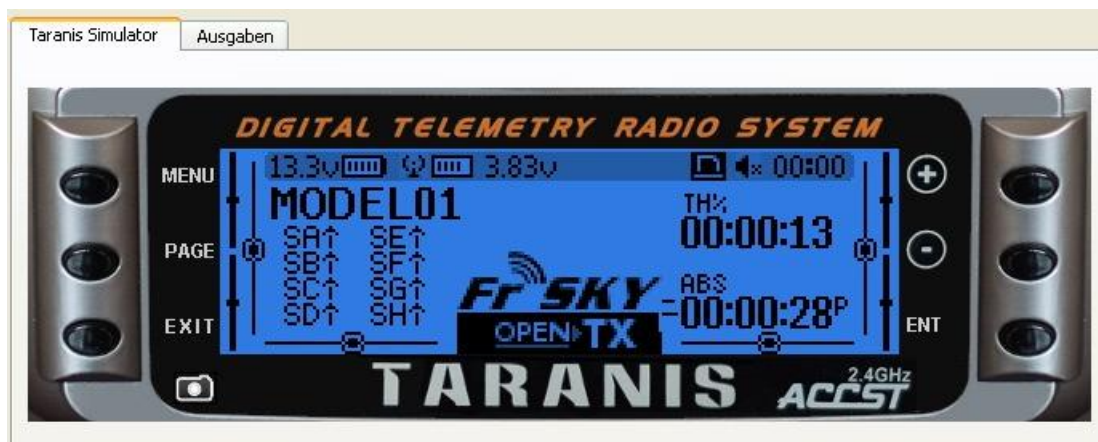 Taranis Simulator Ausgaben
DIGITAL TELEMETRY RADIO SYSTEM
13.3v 3.83v 00:00
MENU
MODEL01
TH%
00:00:13
SA↑ SE↑
PAGE
SB↑ SF↑
SC↑ SG↑
SD↑ SH↑
FrSKY
ABS
-00:00:28P
EXIT
OPENTX
ENT
TARANIS
2.4GHz
ACCST
+
-